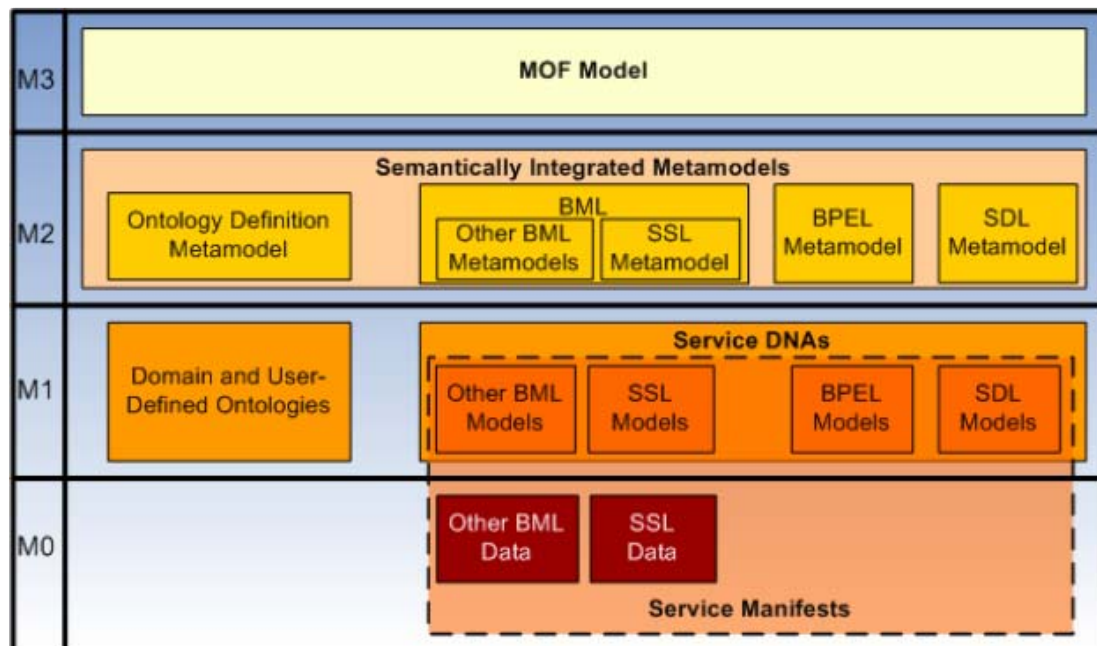 M3
MOF Model
M2
Semantically Integrated Metamodels
Ontology Definition
Metamodel
BML
Other BML
Metamodels
SSL
Metamodel
BPEL
Metamodel
SDL
Metamodel
M1
Domain and User-
Defined Ontologies
Service DNAs
Other BML
Models
SSL
Models
BPEL
Models
SDL
Models
M0
Other BML
Data
SSL
Data
Service Manifests